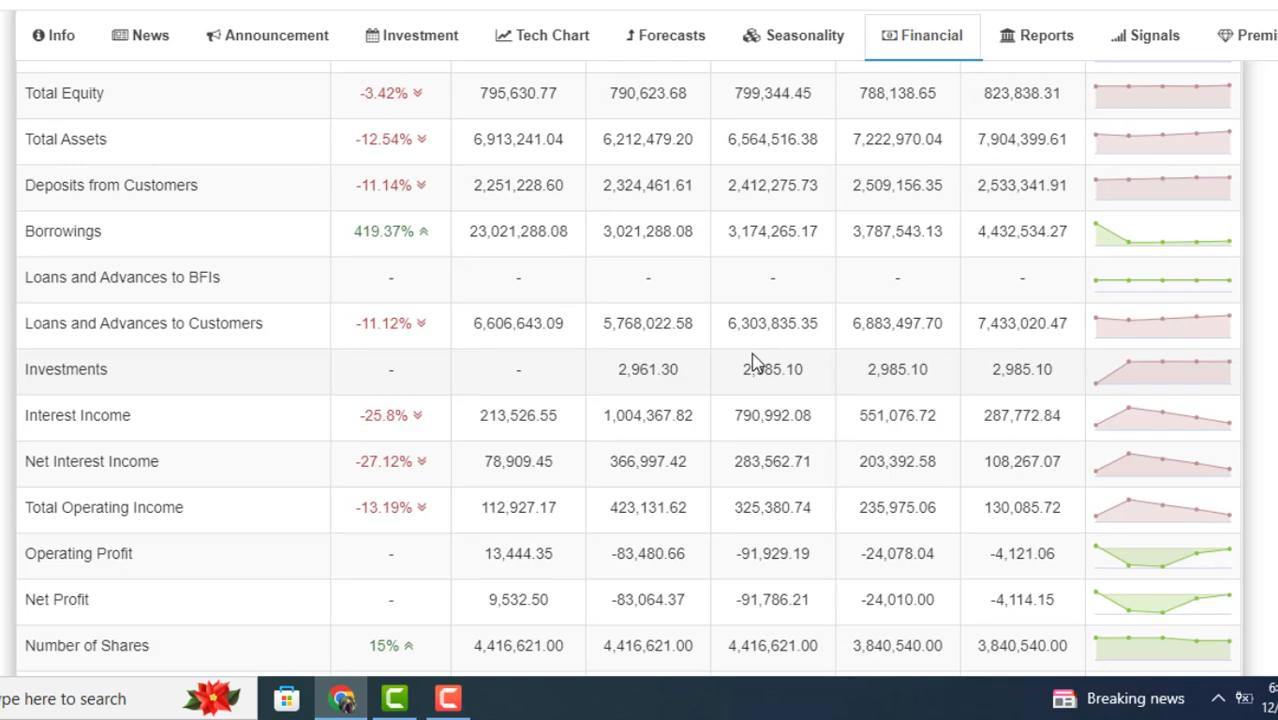 Info News Announcement Investment Tech Chart Forecasts Seasonality Financial Reports Signals Premi
Total Equity -3.42% 795,630.77 790,623.68 799,344.45 788,138.65 823,838.31
Total Assets -12.54% 6,913,241.04 6,212,479.20 6,564,516.38 7,222,970.04 7,904,399.61
Deposits from Customers -11.14% 2,251,228.60 2,324,461.61 2,412,275.73 2,509,156.35 2,533,341.91
Borrowings 419.37% 23,021,288.08 3,021,288.08 3,174,265.17 3,787,543.13 4,432,534.27
Loans and Advances to BFIs - - - - - -
Loans and Advances to Customers -11.12% 6,606,643.09 5,768,022.58 6,303,835.35 6,883,497.70 7,433,020.47
Investments - - 2,961.30 2,985.10 2,985.10 2,985.10
Interest Income -25.8% 213,526.55 1,004,367.82 790,992.08 551,076.72 287,772.84
Net Interest Income -27.12% 78,909.45 366,997.42 283,562.71 203,392.58 108,267.07
Total Operating Income -13.19% 112,927.17 423,131.62 325,380.74 235,975.06 130,085.72
Operating Profit - 13,444.35 -83,480.66 -91,929.19 -24,078.04 -4,121.06
Net Profit - 9,532.50 -83,064.37 -91,786.21 -24,010.00 -4,114.15
Number of Shares 15% 4,416,621.00 4,416,621.00 4,416,621.00 3,840,540.00 3,840,540.00
ype here to search Breaking news 6:
12/